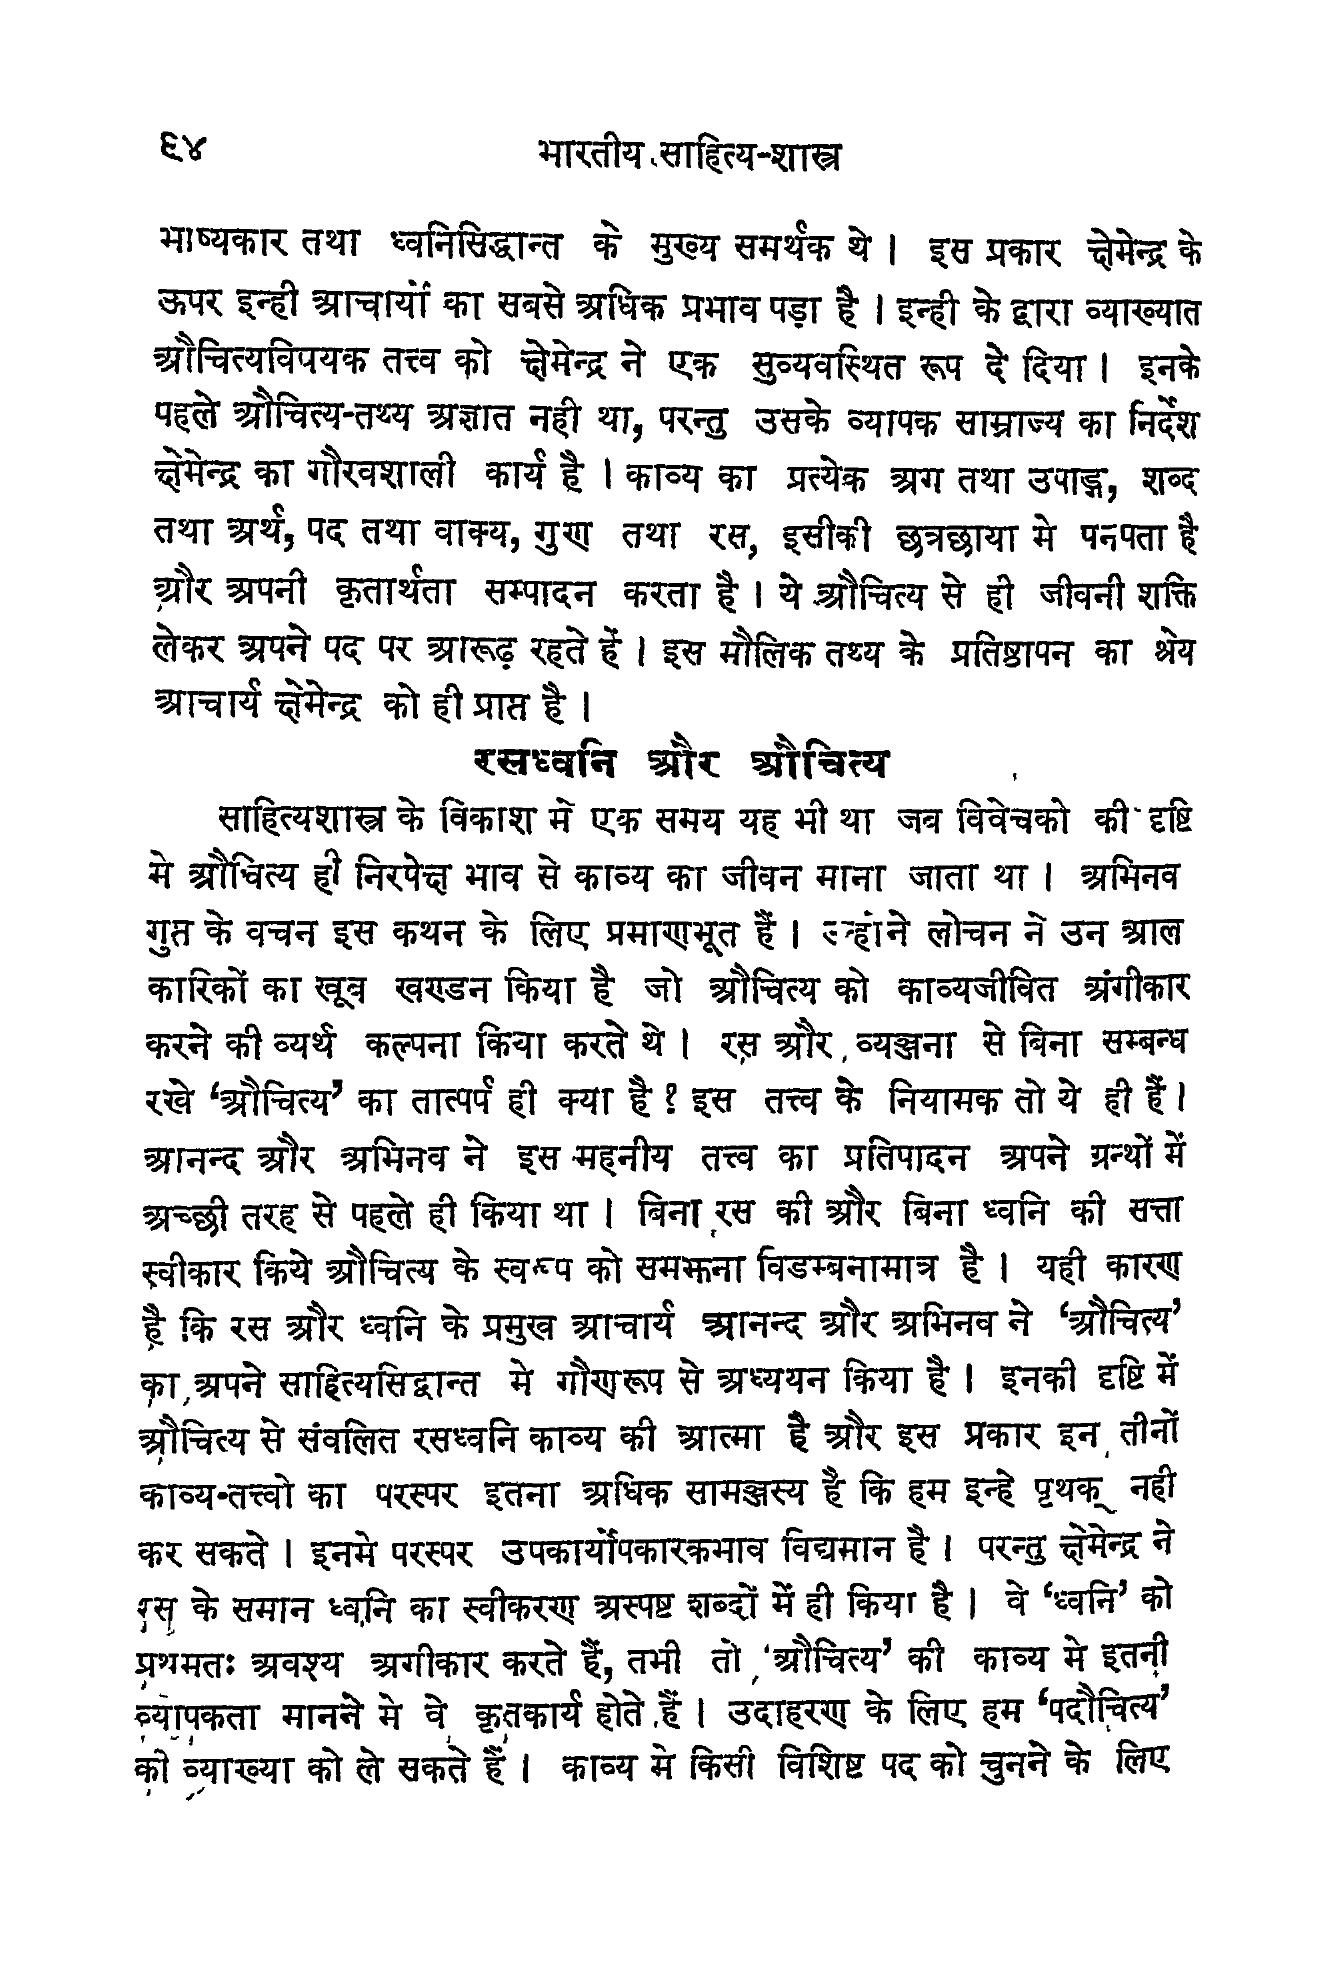 ९४ भारतीय साहित्य-शास्त्र
भाष्यकार तथा ध्वनिसिद्धान्त के मुख्य समर्थक थे । इस प्रकार क्षेमेन्द्र के
ऊपर इन्ही आचार्यों का सबसे अधिक प्रभाव पड़ा है । इन्ही के द्वारा व्याख्यात
औचित्यविपयक तत्त्व को क्षेमेन्द्र ने एक सुव्यवस्थित रूप दे दिया । इनके
पहले औचित्य-तथ्य अज्ञात नही था, परन्तु उसके व्यापक साम्राज्य का निर्देश
क्षेमेन्द्र का गौरवशाली कार्य है । काव्य का प्रत्येक अग तथा उपाङ्ग, शब्द
तथा अर्थ, पद तथा वाक्य, गुण तथा रस, इसीकी छत्रछाया मे पनपता है
और अपनी कृतार्थता सम्पादन करता है । ये औचित्य से ही जीवनी शक्ति
लेकर अपने पद पर आरूढ़ रहते हें । इस मौलिक तथ्य के प्रतिष्ठापन का श्रेय
आचार्य क्षेमेन्द्र को ही प्राप्त है ।
रसध्वनि और औचित्य
साहित्यशास्त्र के विकाश में एक समय यह भी था जब विवेचको की दृष्टि
मे औचित्य ही निरपेक्ष भाव से काव्य का जीवन माना जाता था । अभिनव
गुप्त के वचन इस कथन के लिए प्रमाणभूत हैं । उन्होंने लोचन में उन आल
कारिकों का खूब खण्डन किया है जो औचित्य को काव्यजीवित अंगीकार
करने की व्यर्थ कल्पना किया करते थे । रस और व्यञ्जना से बिना सम्बन्ध
रखे ‘औचित्य’ का तात्पर्प ही क्या है ? इस तत्त्व के नियामक तो ये ही हैं ।
आनन्द और अभिनव ने इस महनीय तत्त्व का प्रतिपादन अपने ग्रन्थों में
अच्छी तरह से पहले ही किया था । बिना रस की और बिना ध्वनि की सत्ता
स्वीकार किये औचित्य के स्वरूप को समझना विडम्बनामात्र है । यही कारण
है कि रस और ध्वनि के प्रमुख आचार्य आनन्द और अभिनव ने ‘औचित्य’
का अपने साहित्यसिद्वान्त मे गौणरूप से अध्ययन किया है । इनकी दृष्टि में
औचित्य से संवलित रसध्वनि काव्य की आत्मा है और इस प्रकार इन तीनों
काव्य-तत्त्वो का परस्पर इतना अधिक सामञ्जस्य है कि हम इन्हे पृथक् नही
कर सकते । इनमे परस्पर उपकार्योपकारकभाव विद्यमान है । परन्तु क्षेमेन्द्र ने
रस के समान ध्वनि का स्वीकरण अस्पष्ट शब्दों में ही किया है । वे ‘ध्वनि’ को
प्रथमतः अवश्य अगीकार करते हैं, तभी तो ‘औचित्य’ की काव्य मे इतनी
व्यापकता मानने मे वे कृतकार्य होते हैं । उदाहरण के लिए हम ‘पदौचित्य’
की व्याख्या को ले सकते हैं । काव्य मे किसी विशिष्ट पद को चुनने के लिए